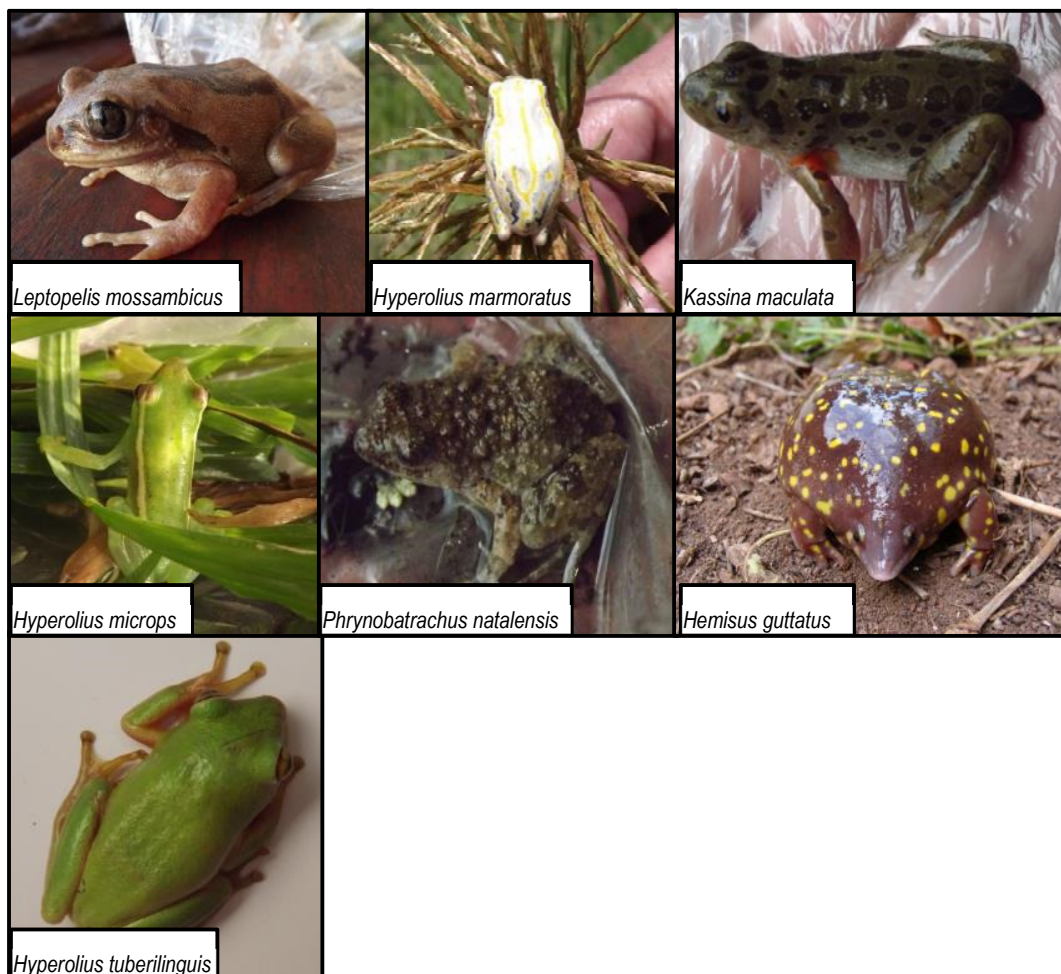 Leptopelis mossambicus
Hyperolius marmoratus
Kassina maculata
Hyperolius microps
Phrynobatrachus natalensis
Hemisus guttatus
Hyperolius tuberilinguis